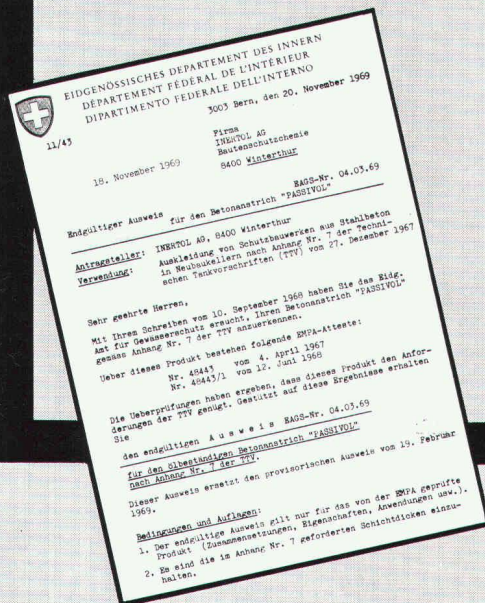 EIDGENÖSSISCHES DEPARTEMENT DES INNERN
DÉPARTEMENT FÉDÉRAL DE L'INTÉRIEUR
DIPARTIMENTO FEDERALE DELL'INTERNO
11/43
3003 Bern, den 20. November 1969
18. November 1969
Firma
INERTOL AG
Bautenschutzchemie
8400 Winterthur
Endgültiger Ausweis für den Betonanstrich "PASSIVOL"
EAGS-Nr. 04.03.69
Antragsteller: INERTOL AG, 8400 Winterthur
Verwendung: Auskleidung von Schutzbauwerken aus Stahlbeton
in Neubaukellern nach Anhang Nr. 7 der Techni-
schen Tankvorschriften (TTV) vom 27. Dezember 1967
Sehr geehrte Herren,
Mit Ihrem Schreiben vom 10. September 1968 haben Sie das Eidg.
Amt für Gewässerschutz ersucht, Ihren Betonanstrich "PASSIVOL"
gemäss Anhang Nr. 7 der TTV anzuerkennen.
Ueber dieses Produkt bestehen folgende EMPA-Atteste:
Nr. 48443 vom 4. April 1967
Nr. 48443/1 vom 12. Juni 1968
Die Ueberprüfungen haben ergeben, dass dieses Produkt den Anfor-
derungen der TTV genügt. Gestützt auf diese Ergebnisse erhalten
Sie
den endgültigen Ausweis EAGS-Nr. 04.03.69
für den ölbeständigen Betonanstrich "PASSIVOL"
nach Anhang Nr. 7 der TTV.
Dieser Ausweis ersetzt den provisorischen Ausweis vom 19. Februar
1969.
Bedingungen und Auflagen:
1. Der endgültige Ausweis gilt nur für das von der EMPA geprüfte
Produkt (Zusammensetzungen, Eigenschaften, Anwendungen usw.).
2. Es sind die im Anhang Nr. 7 geforderten Schichtdicken einzu-
halten.